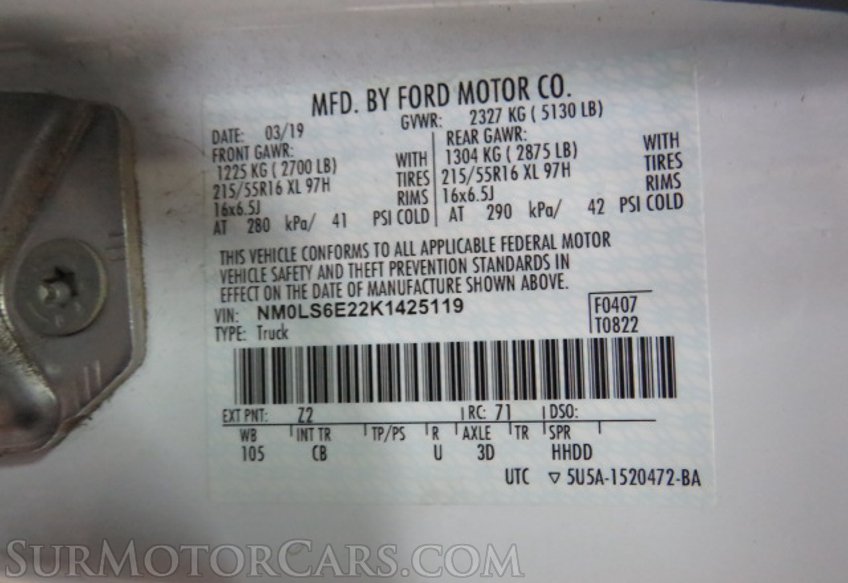 MFD. BY FORD MOTOR CO.
DATE: 03/19 GVWR: 2327 KG ( 5130 LB)
FRONT GAWR: REAR GAWR:
1225 KG ( 2700 LB) WITH 1304 KG ( 2875 LB) WITH
215/55R16 XL 97H TIRES 215/55R16 XL 97H TIRES
16x6.5J RIMS 16x6.5J RIMS
AT 280 kPa/ 41 PSI COLD AT 290 kPa/ 42 PSI COLD
THIS VEHICLE CONFORMS TO ALL APPLICABLE FEDERAL MOTOR
VEHICLE SAFETY AND THEFT PREVENTION STANDARDS IN
EFFECT ON THE DATE OF MANUFACTURE SHOWN ABOVE.
VIN: NM0LS6E22K1425119 F0407
TYPE: Truck T0822
EXT PNT: Z2 RC: 71 DSO:
WB INT TR TP/PS R AXLE TR SPR
105 CB U 3D HHDD
UTC ▽ 5U5A-1520472-BA
SurMotorCars.com